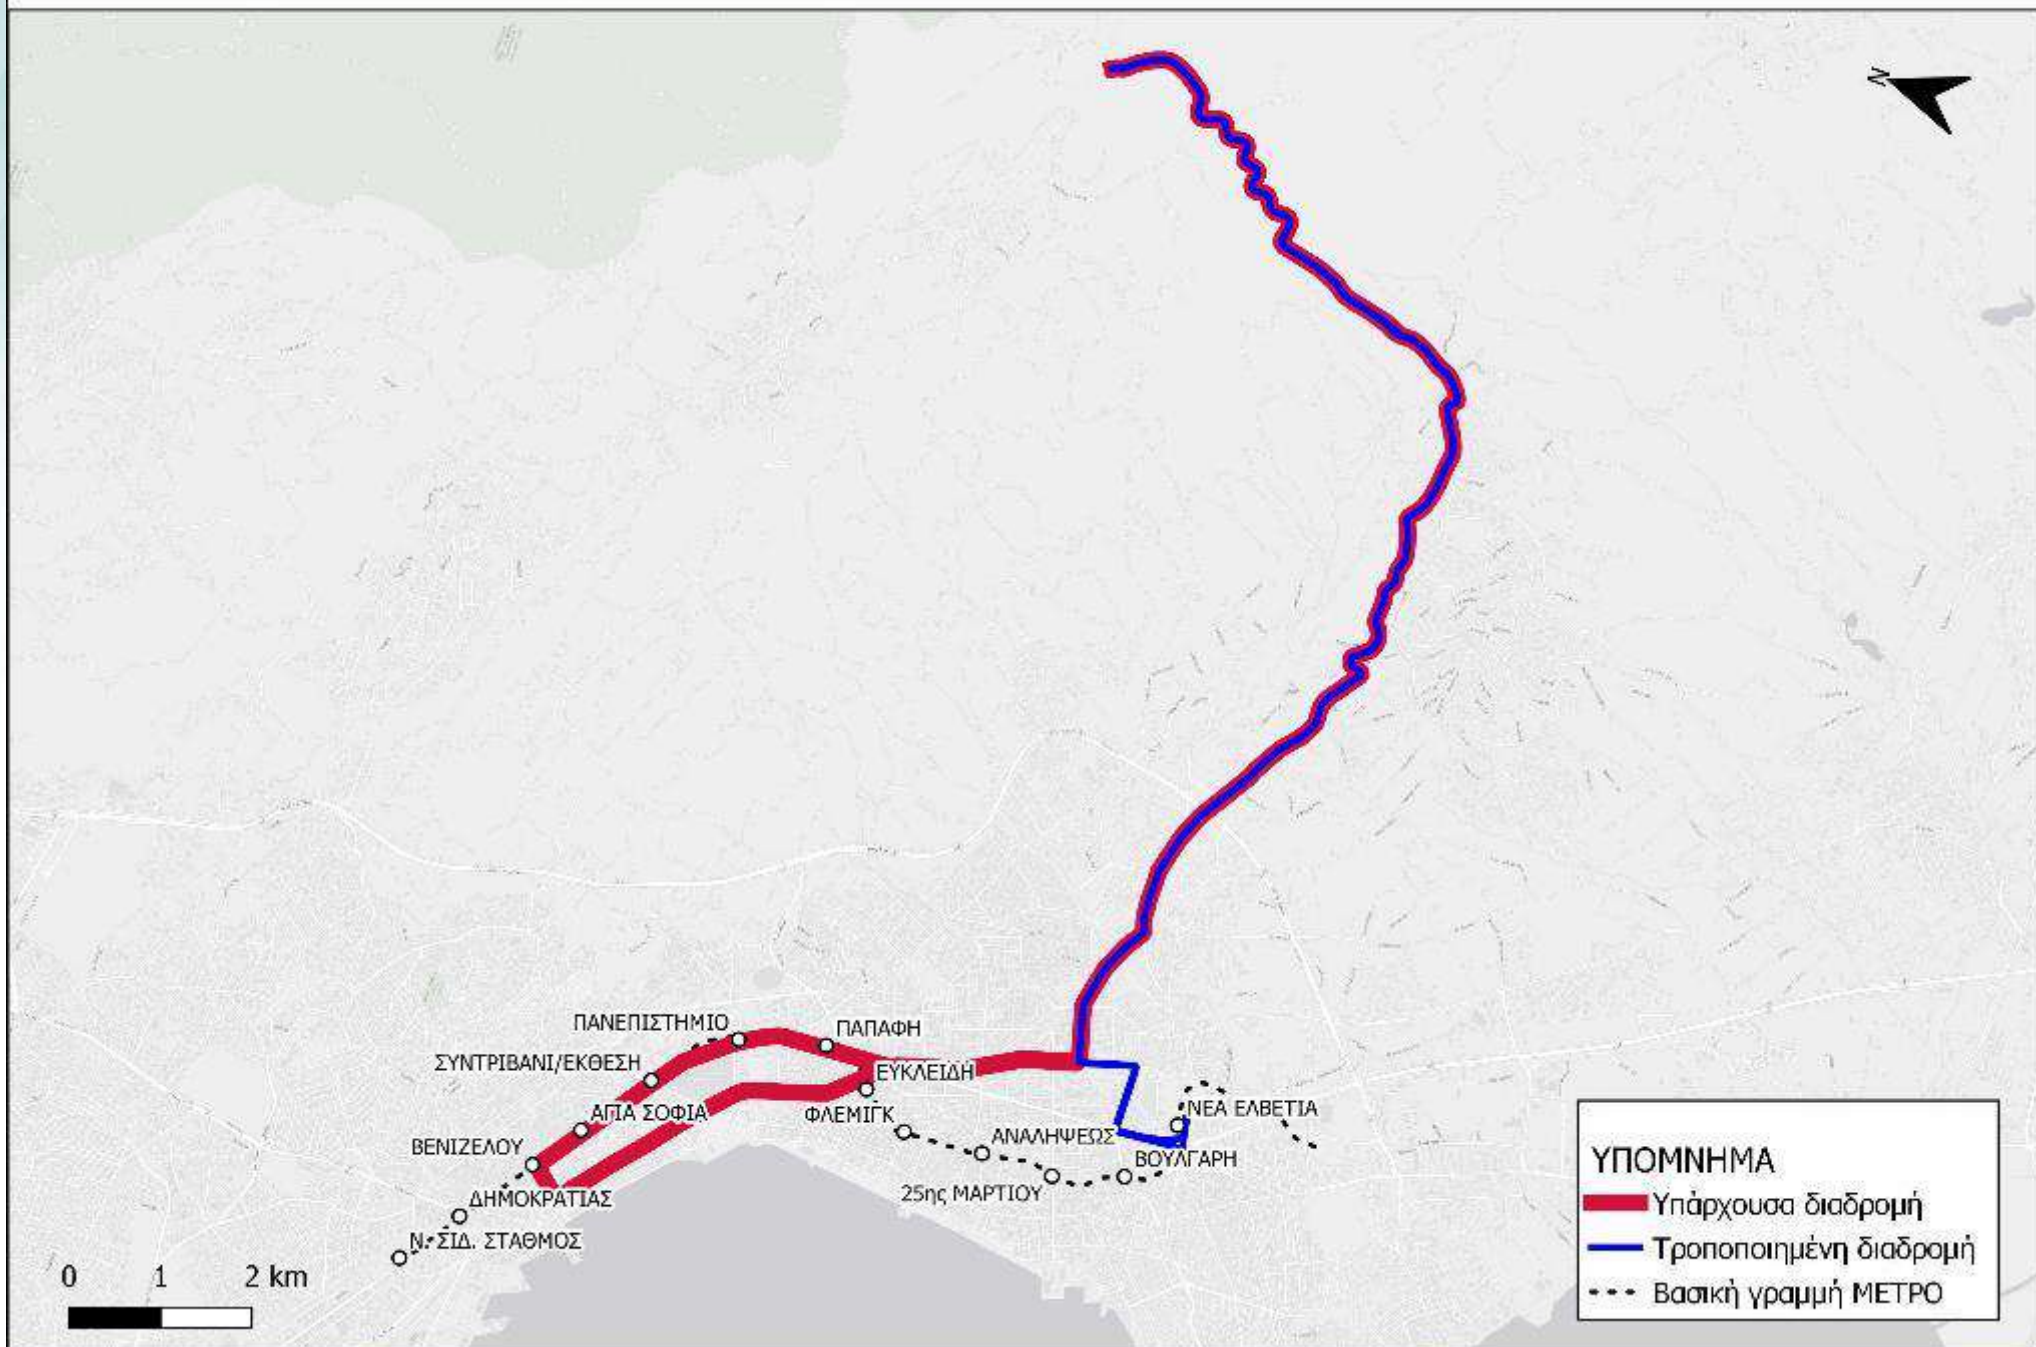 N
ΠΑΝΕΠΙΣΤΗΜΙΟ
ΠΑΠΑΦΗ
ΣΥΝΤΡΙΒΑΝΙ/ΕΚΘΕΣΗ
ΕΥΚΛΕΙΔΗ
ΑΓΙΑ ΣΟΦΙΑ
ΦΛΕΜΙΓΚ
ΝΕΑ ΕΛΒΕΤΙΑ
ΒΕΝΙΖΕΛΟΥ
ΑΝΑΛΗΨΕΩΣ
ΒΟΥΛΓΑΡΗ
ΔΗΜΟΚΡΑΤΙΑΣ
25ης ΜΑΡΤΙΟΥ
Ν. ΣΙΔ. ΣΤΑΘΜΟΣ
0 1 2 km
ΥΠΟΜΝΗΜΑ
Υπάρχουσα διαδρομή
Τροποποιημένη διαδρομή
Βασική γραμμή ΜΕΤΡΟ